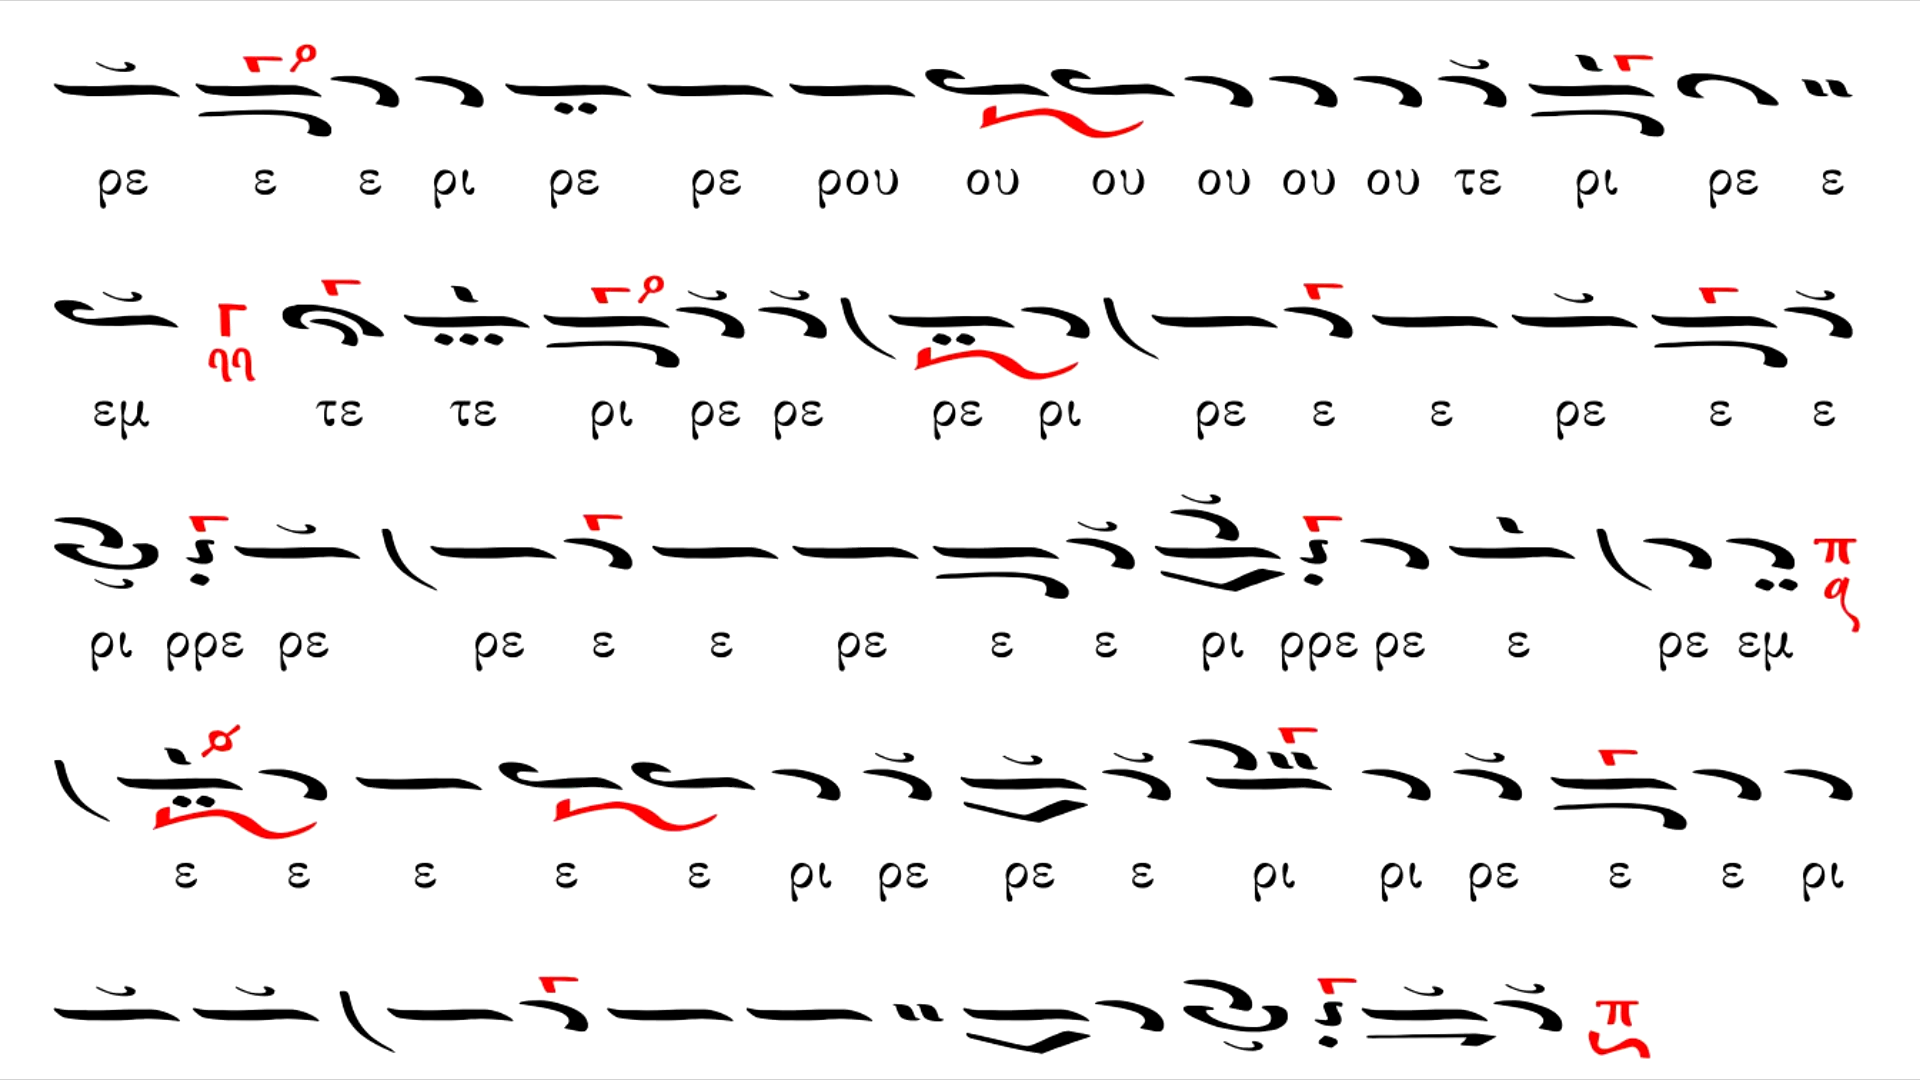 ρε ε ε ρι ρε ρε ρου ου ου ου ου ου τε ρι ρε ε
εμ Γ τε τε ρι ρε ρε ρε ρι ρε ε ε ρε ε ε
ρι ρρε ρε ρε ε ε ρε ε ε ρι ρρε ρε ε ρε εμ π
ε ε ε ε ε ρι ρε ρε ε ρι ρι ρε ε ε ρι
π